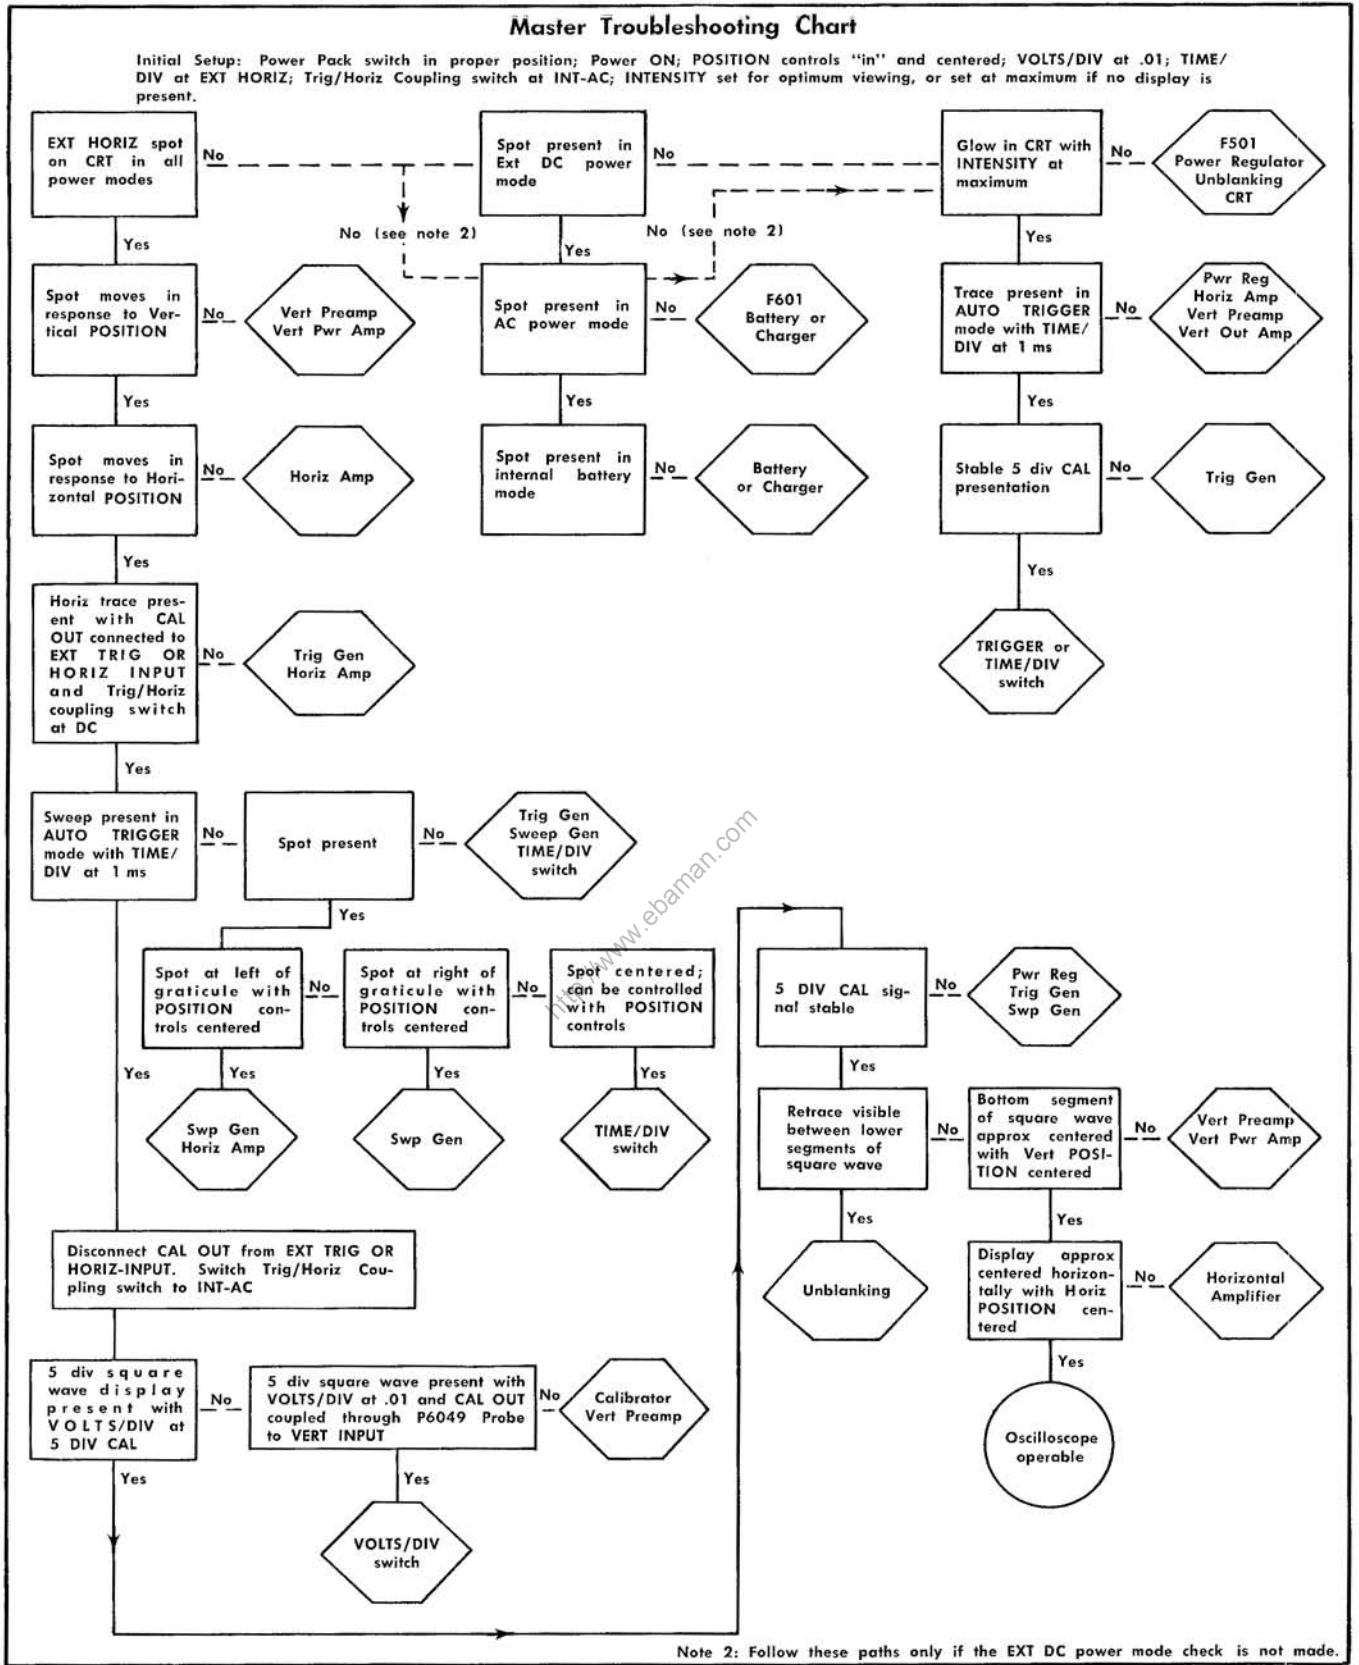 Master Troubleshooting Chart
Initial Setup: Power Pack switch in proper position; Power ON; POSITION controls "in" and centered; VOLTS/DIV at .01; TIME/
DIV at EXT HORIZ; Trig/Horiz Coupling switch at INT-AC; INTENSITY set for optimum viewing, or set at maximum if no display is
present.
EXT HORIZ spot
on CRT in all
power modes
No
Spot present in
Ext DC power
mode
No
Glow in CRT with
INTENSITY at
maximum
No
F501
Power Regulator
Unblanking
CRT
Yes
No (see note 2)
Yes
No (see note 2)
Yes
Spot moves in
response to Ver-
tical POSITION
No
Vert Preamp
Vert Pwr Amp
Spot present in
AC power mode
No
F601
Battery or
Charger
Trace present in
AUTO TRIGGER
mode with TIME/
DIV at 1 ms
No
Pwr Reg
Horiz Amp
Vert Preamp
Vert Out Amp
Yes
Yes
Yes
Spot moves in
response to Hori-
zontal POSITION
No
Horiz Amp
Spot present in
internal battery
mode
No
Battery
or Charger
Stable 5 div CAL
presentation
No
Trig Gen
Yes
Yes
Horiz trace pres-
ent with CAL
OUT connected to
EXT TRIG OR
HORIZ INPUT
and Trig/Horiz
coupling switch
at DC
No
Trig Gen
Horiz Amp
TRIGGER or
TIME/DIV
switch
Yes
Sweep present in
AUTO TRIGGER
mode with TIME/
DIV at 1 ms
No
Spot present
No
Trig Gen
Sweep Gen
TIME/DIV
switch
Yes
Spot at left of
graticule with
POSITION con-
trols centered
No
Spot at right of
graticule with
POSITION con-
trols centered
No
Spot centered;
can be controlled
with POSITION
controls
http://www.ebaman.com
5 DIV CAL sig-
nal stable
No
Pwr Reg
Trig Gen
Swp Gen
Yes
Yes
Yes
Yes
Yes
Swp Gen
Horiz Amp
Swp Gen
TIME/DIV
switch
Retrace visible
between lower
segments of
square wave
No
Bottom segment
of square wave
approx centered
with Vert POSI-
TION centered
No
Vert Preamp
Vert Pwr Amp
Yes
Yes
Disconnect CAL OUT from EXT TRIG OR
HORIZ-INPUT. Switch Trig/Horiz Cou-
pling switch to INT-AC
Unblanking
Display approx
centered horizon-
tally with Horiz
POSITION cen-
tered
No
Horizontal
Amplifier
Yes
5 div square
wave display
present with
VOLTS/DIV at
5 DIV CAL
No
5 div square wave present with
VOLTS/DIV at .01 and CAL OUT
coupled through P6049 Probe
to VERT INPUT
No
Calibrator
Vert Preamp
Oscilloscope
operable
Yes
Yes
VOLTS/DIV
switch
Note 2: Follow these paths only if the EXT DC power mode check is not made.